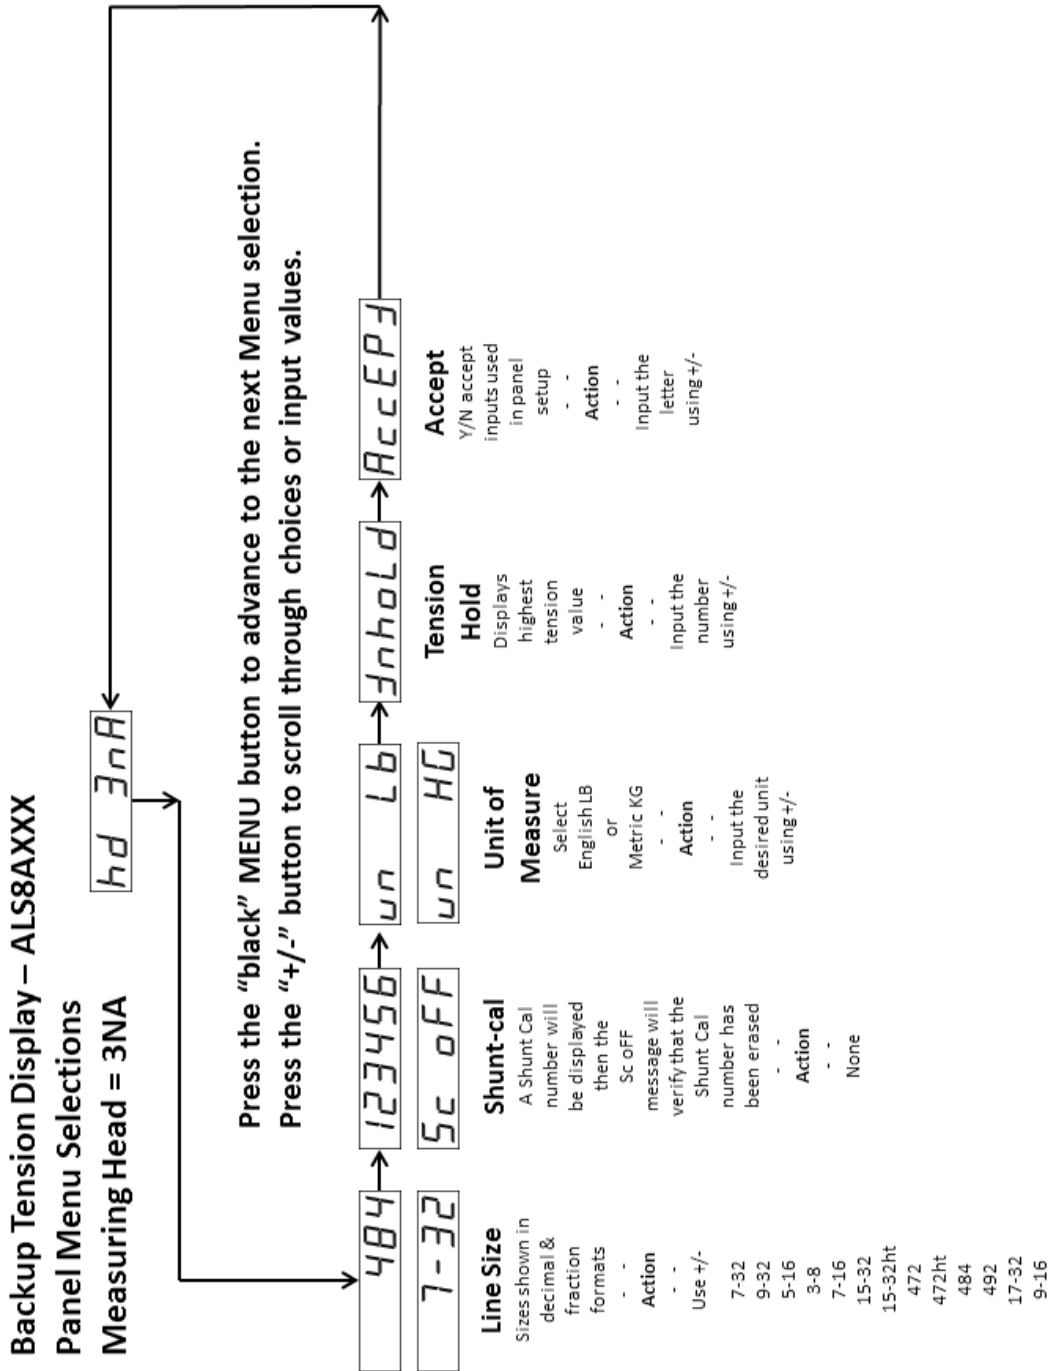 Backup Tension Display – ALS8AXXX
Panel Menu Selections
Measuring Head = 3NA
hd 3nA
Press the “black” MENU button to advance to the next Menu selection.
Press the “+/-” button to scroll through choices or input values.
484
7-32
Line Size
Sizes shown in
decimal &
fraction
formats
- -
Action
- -
Use +/-
7-32
9-32
5-16
3-8
7-16
15-32
15-32ht
472
472ht
484
492
17-32
9-16
123456
Sc oFF
Shunt-cal
A Shunt Cal
number will
be displayed
then the
Sc oFF
message will
verify that the
Shunt Cal
number has
been erased
- -
Action
- -
None
un Lb
un HG
Unit of
Measure
Select
English LB
or
Metric KG
- -
Action
- -
Input the
desired unit
using +/-
tnhoLd
Tension
Hold
Displays
highest
tension
value
- -
Action
- -
Input the
number
using +/-
AccEPt
Accept
Y/N accept
inputs used
in panel
setup
- -
Action
- -
Input the
letter
using +/-